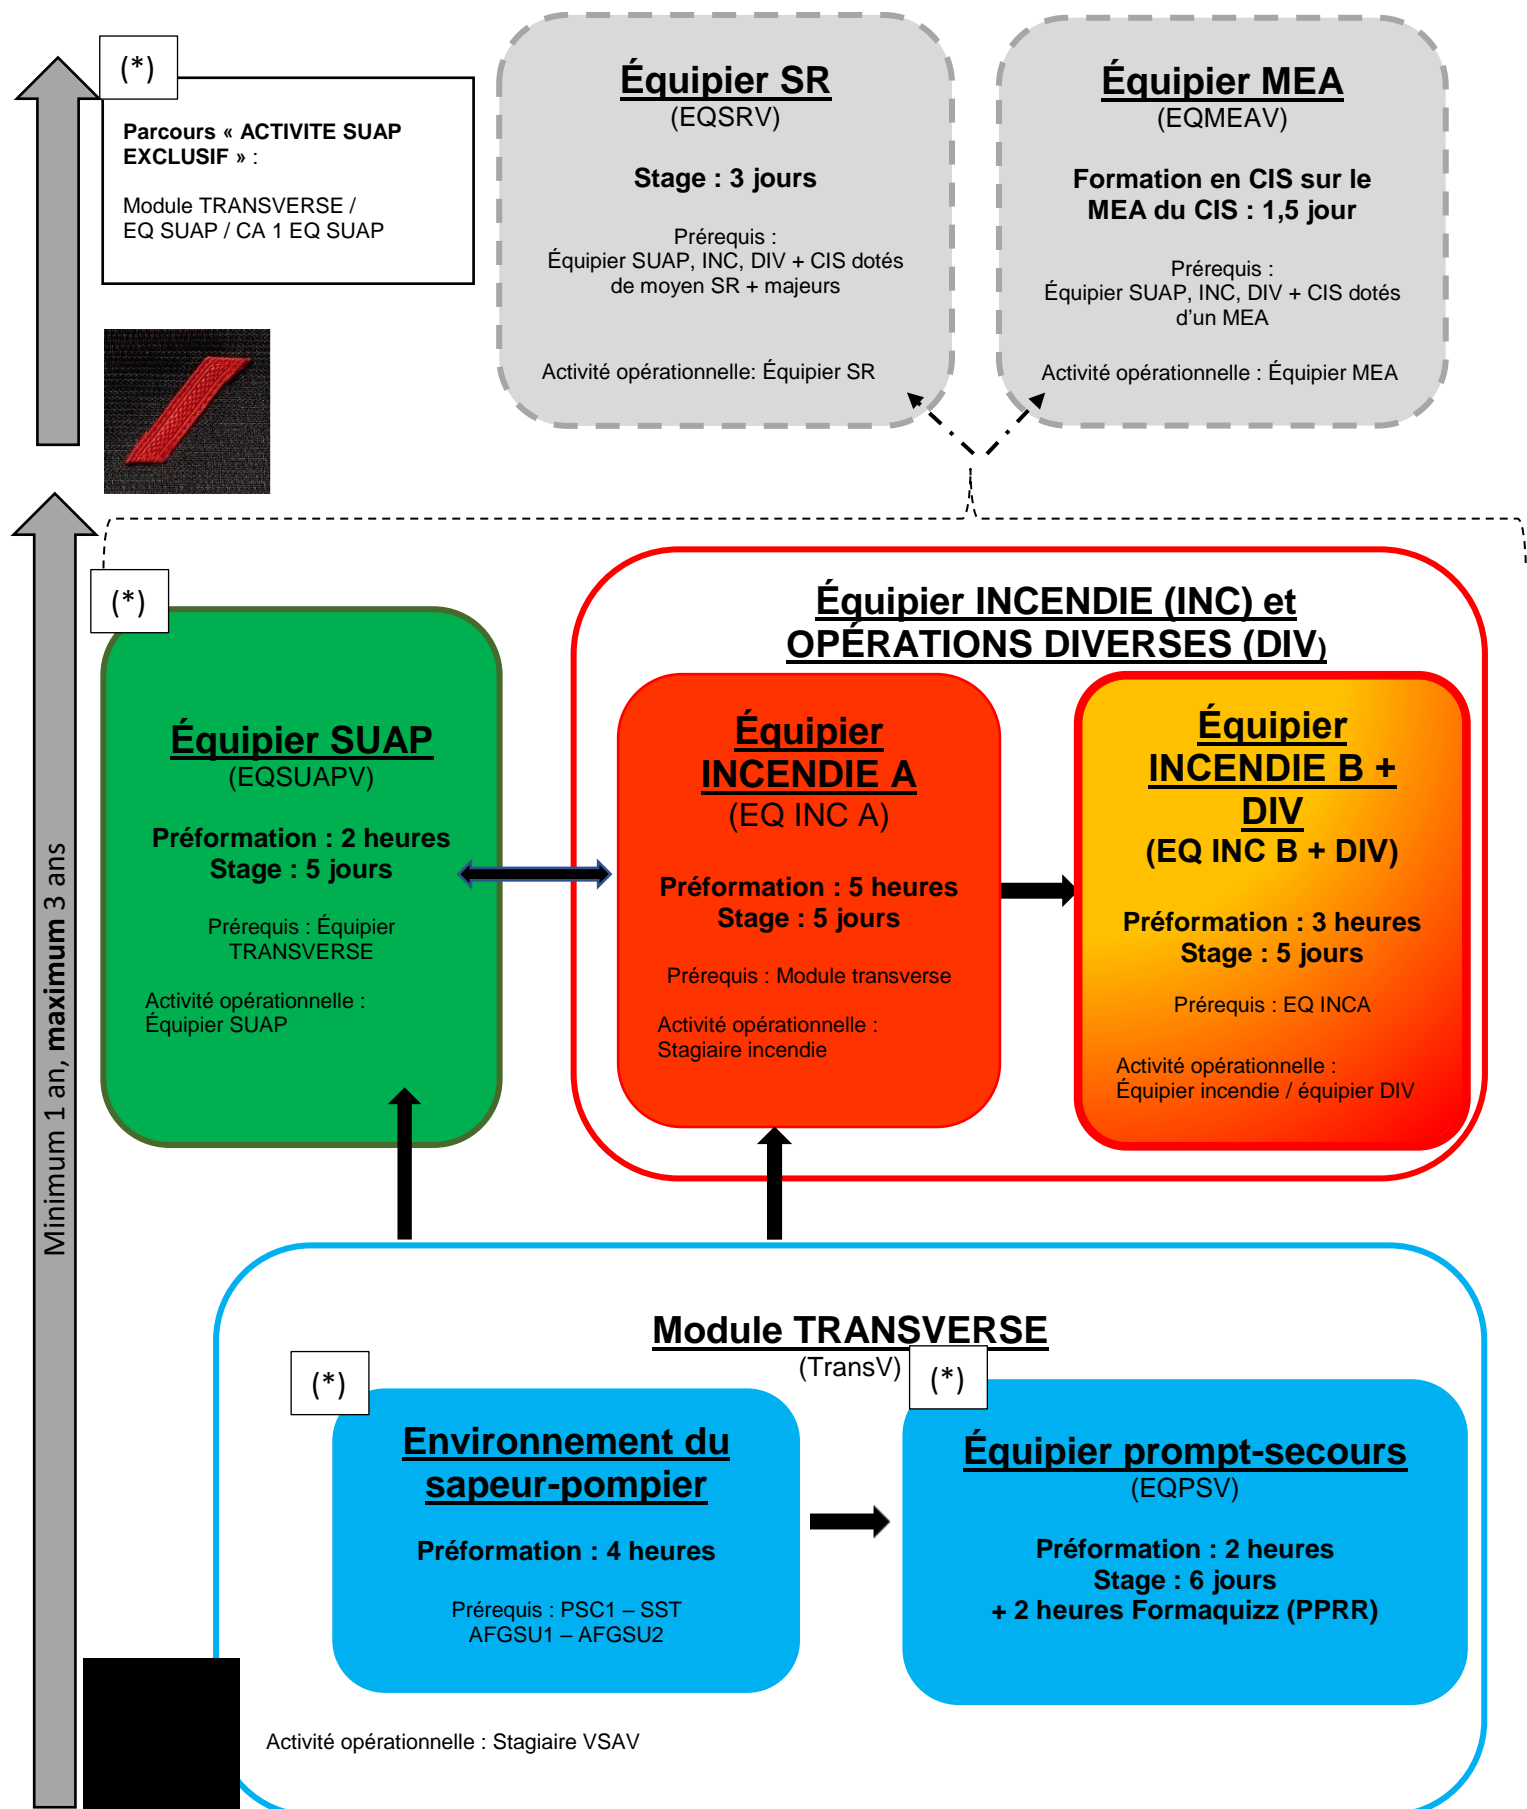 (*)
Parcours « ACTIVITE SUAP
EXCLUSIF » :
Module TRANSVERSE /
EQ SUAP / CA 1 EQ SUAP
Équipier SR
(EQSRV)
Stage : 3 jours
Prérequis :
Équipier SUAP, INC, DIV + CIS dotés
de moyen SR + majeurs
Activité opérationnelle: Équipier SR
Équipier MEA
(EQMEAV)
Formation en CIS sur le
MEA du CIS : 1,5 jour
Prérequis :
Équipier SUAP, INC, DIV + CIS dotés
d’un MEA
Activité opérationnelle : Équipier MEA
Minimum 1 an, maximum 3 ans
(*)
Équipier SUAP
(EQSUAPV)
Préformation : 2 heures
Stage : 5 jours
Prérequis : Équipier
TRANSVERSE
Activité opérationnelle :
Équipier SUAP
Équipier INCENDIE (INC) et
OPÉRATIONS DIVERSES (DIV)
Équipier
INCENDIE A
(EQ INC A)
Préformation : 5 heures
Stage : 5 jours
Prérequis : Module transverse
Activité opérationnelle :
Stagiaire incendie
Équipier
INCENDIE B +
DIV
(EQ INC B + DIV)
Préformation : 3 heures
Stage : 5 jours
Prérequis : EQ INCA
Activité opérationnelle :
Équipier incendie / équipier DIV
Module TRANSVERSE
(TransV)
(*)
Environnement du
sapeur-pompier
Préformation : 4 heures
Prérequis : PSC1 – SST
AFGSU1 – AFGSU2
(*)
Équipier prompt-secours
(EQPSV)
Préformation : 2 heures
Stage : 6 jours
+ 2 heures Formaquizz (PPRR)
Activité opérationnelle : Stagiaire VSAV